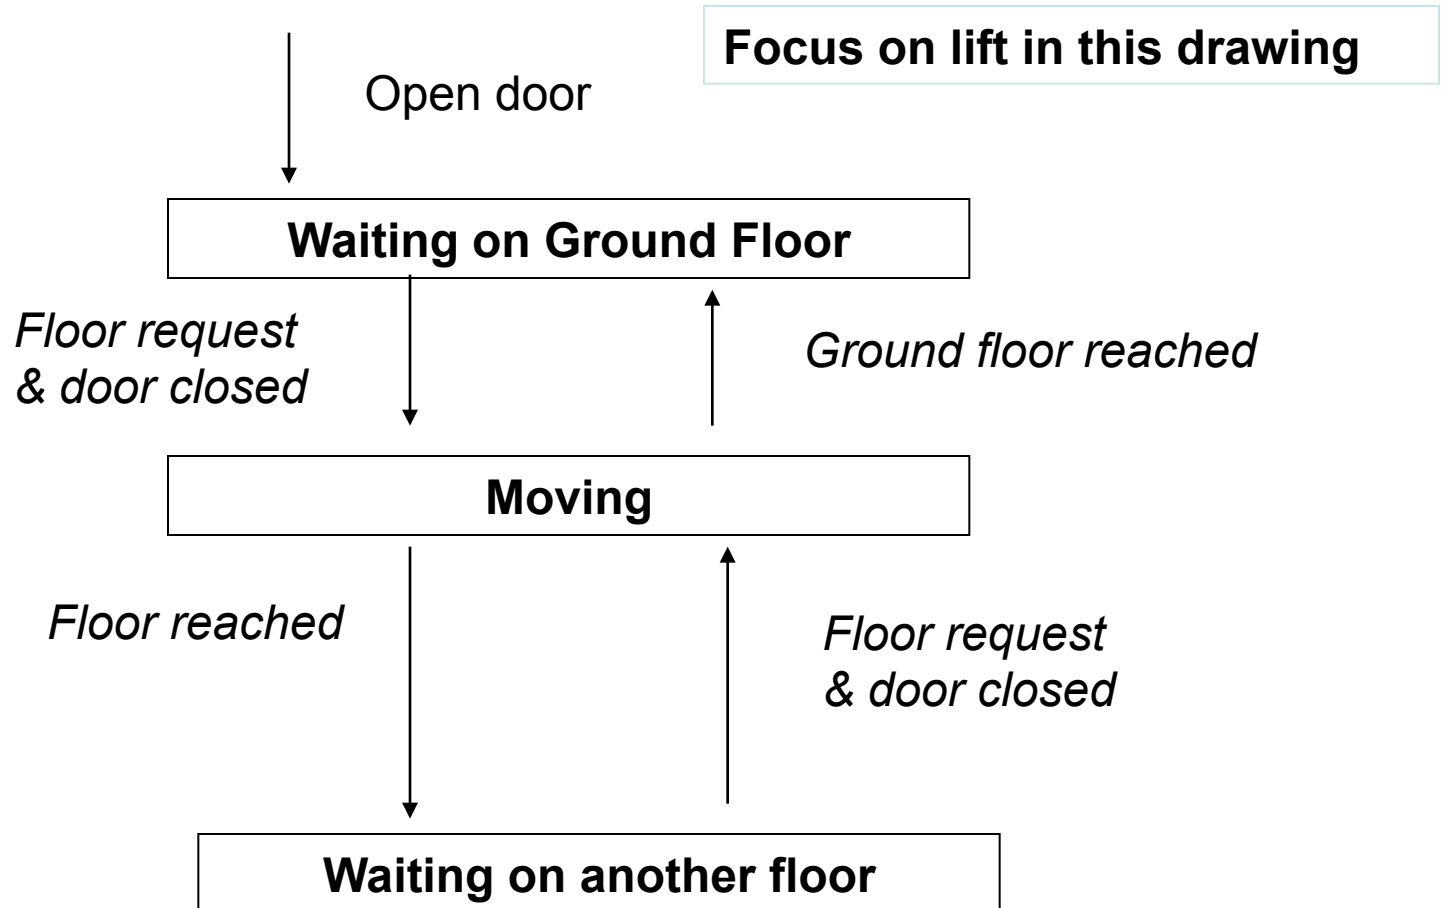 Focus on lift in this drawing
Open door
Waiting on Ground Floor
Floor request
& door closed
Ground floor reached
Moving
Floor reached
Floor request
& door closed
Waiting on another floor